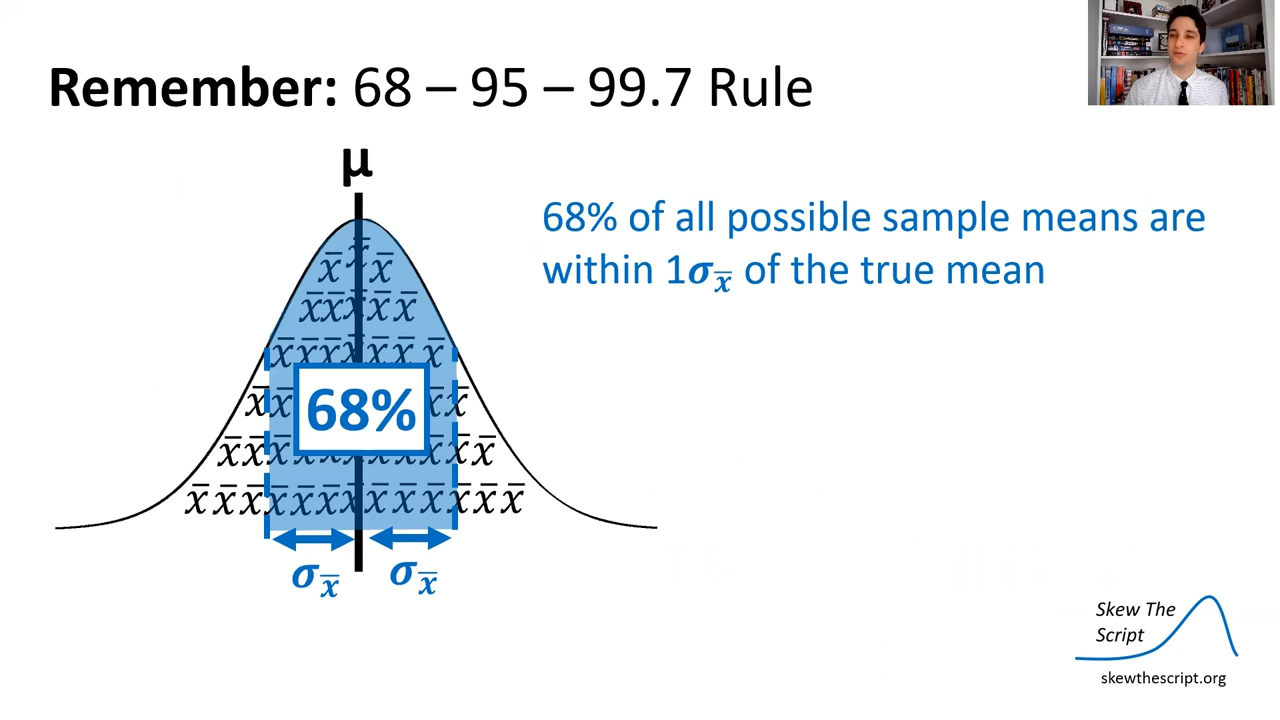 Remember: 68 – 95 – 99.7 Rule
μ
68% of all possible sample means are
within 1σx̅ of the true mean
x̅ x̅ x̅
x̅x̅x̅x̅x̅
x̅x̅x̅x̅x̅x̅x̅
x̅x̅ 68% x̅x̅
x̅x̅x̅x̅x̅x̅x̅x̅x̅x̅x̅
x̅x̅x̅x̅x̅x̅x̅x̅x̅x̅x̅x̅x̅
σx̅ σx̅
Skew The
Script
skewthescript.org